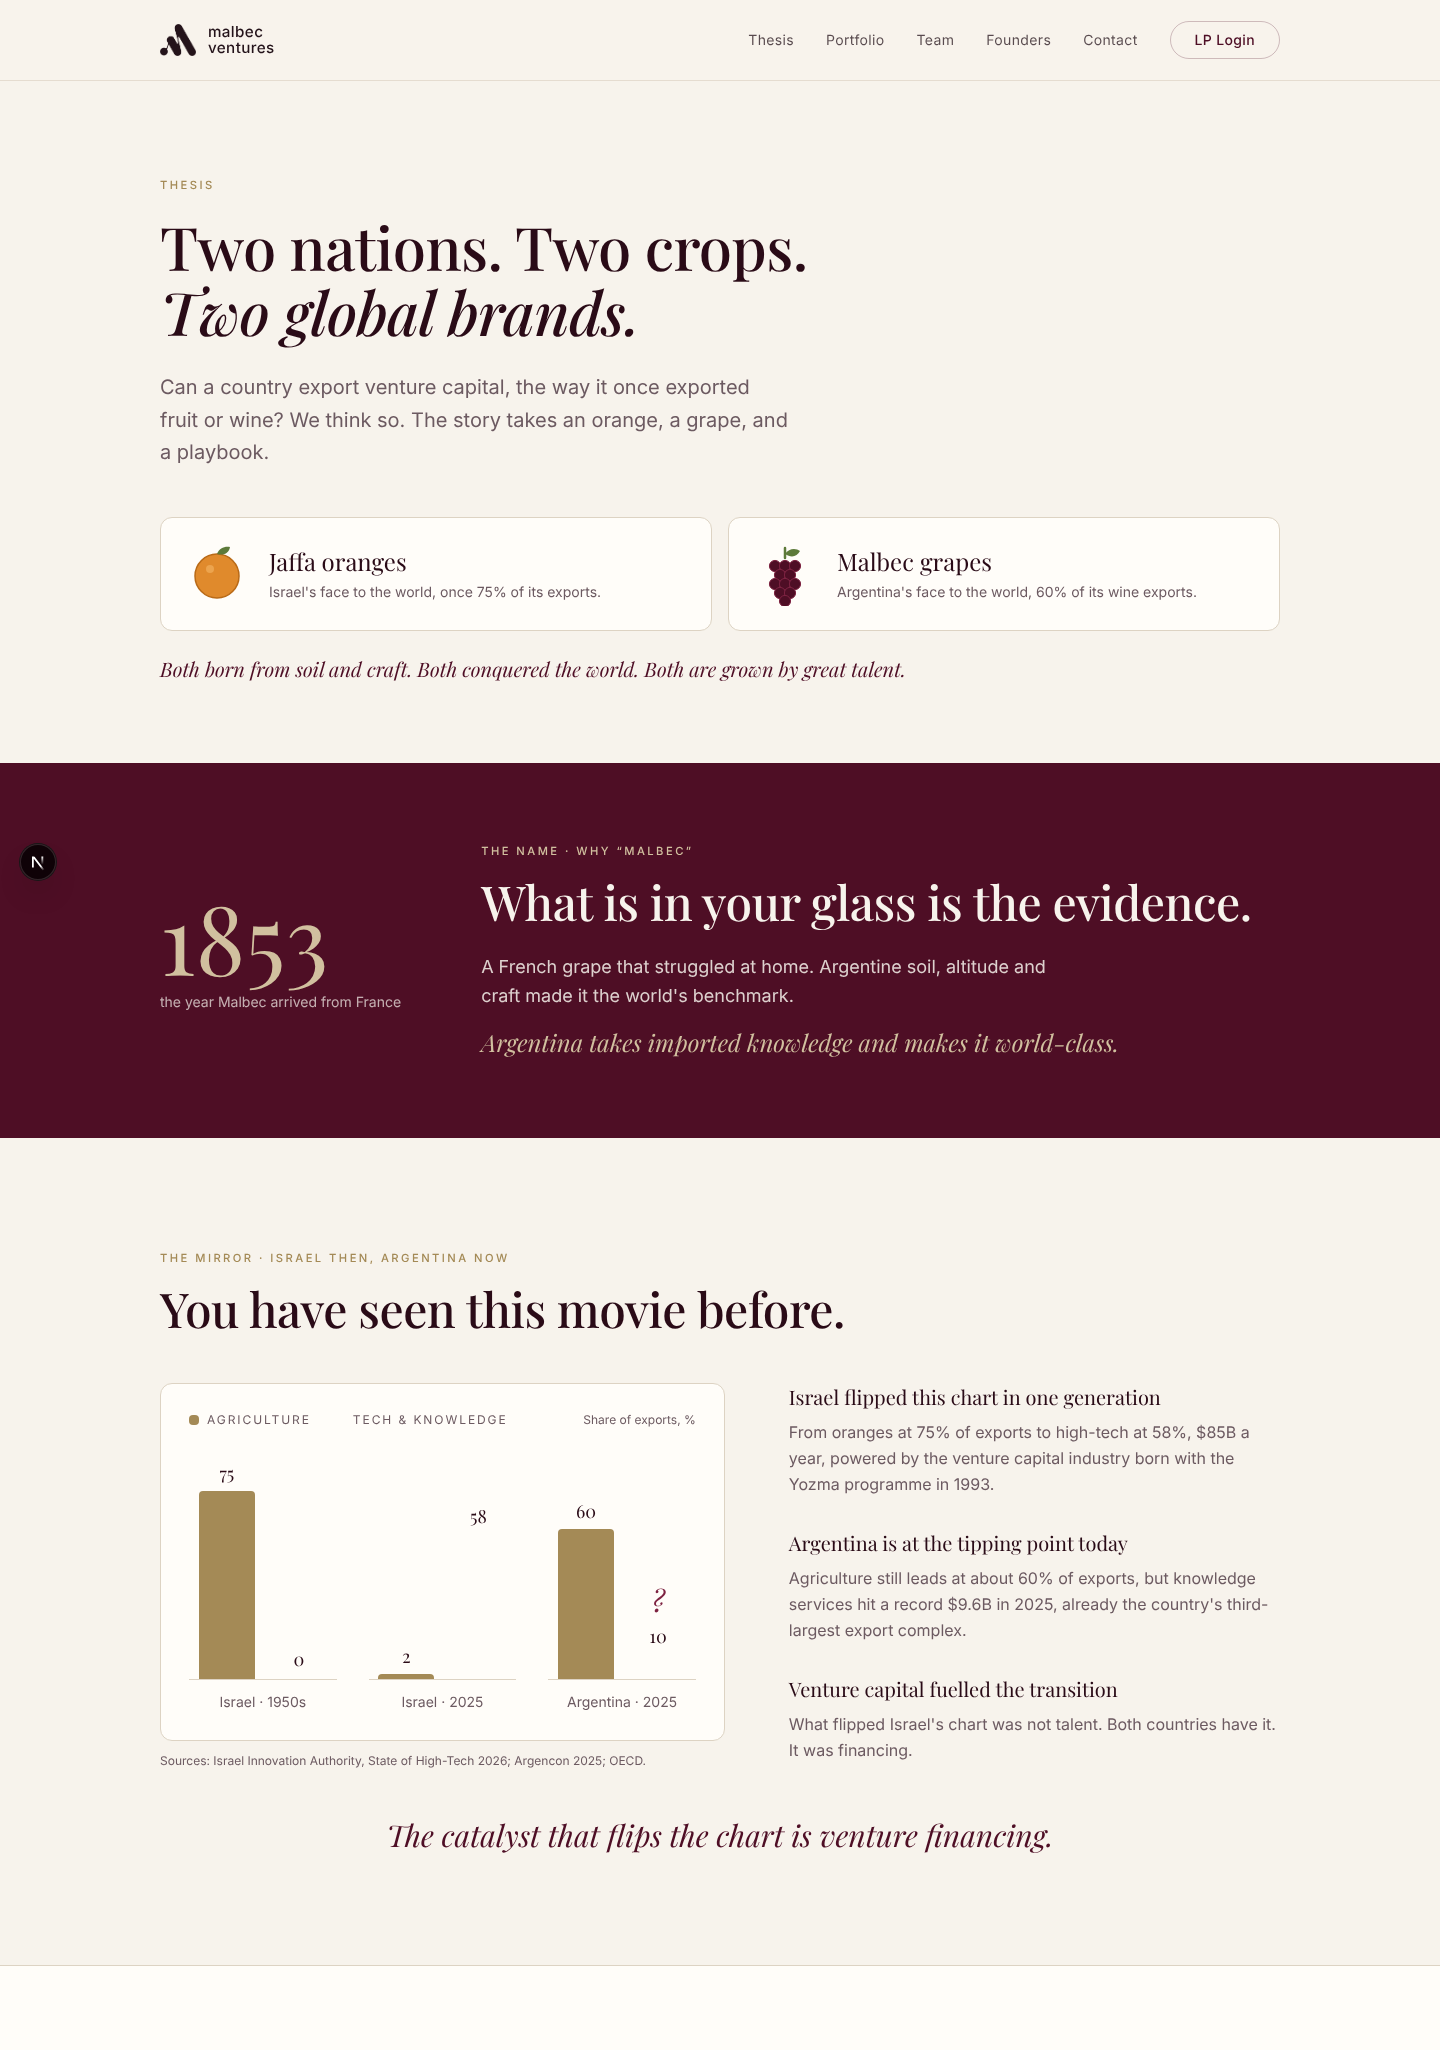 malbec
ventures
Thesis
Portfolio
Team
Founders
Contact
LP Login
THESIS
Two nations. Two crops.
Two global brands.
Can a country export venture capital, the way it once exported
fruit or wine? We think so. The story takes an orange, a grape, and
a playbook.
Jaffa oranges
Israel's face to the world, once 75% of its exports.
Malbec grapes
Argentina's face to the world, 60% of its wine exports.
Both born from soil and craft. Both conquered the world. Both are grown by great talent.
N
1853
the year Malbec arrived from France
THE NAME · WHY “MALBEC”
What is in your glass is the evidence.
A French grape that struggled at home. Argentine soil, altitude and
craft made it the world's benchmark.
Argentina takes imported knowledge and makes it world-class.
THE MIRROR · ISRAEL THEN, ARGENTINA NOW
You have seen this movie before.
AGRICULTURE
TECH & KNOWLEDGE
Share of exports, %
75
0
2
58
60
?
10
Israel · 1950s
Israel · 2025
Argentina · 2025
Sources: Israel Innovation Authority, State of High-Tech 2026; Argencon 2025; OECD.
Israel flipped this chart in one generation
From oranges at 75% of exports to high-tech at 58%, $85B a
year, powered by the venture capital industry born with the
Yozma programme in 1993.
Argentina is at the tipping point today
Agriculture still leads at about 60% of exports, but knowledge
services hit a record $9.6B in 2025, already the country's third-
largest export complex.
Venture capital fuelled the transition
What flipped Israel's chart was not talent. Both countries have it.
It was financing.
The catalyst that flips the chart is venture financing.